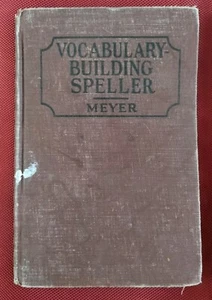 VOCABULARY-
BUILDING
SPELLER
MEYER